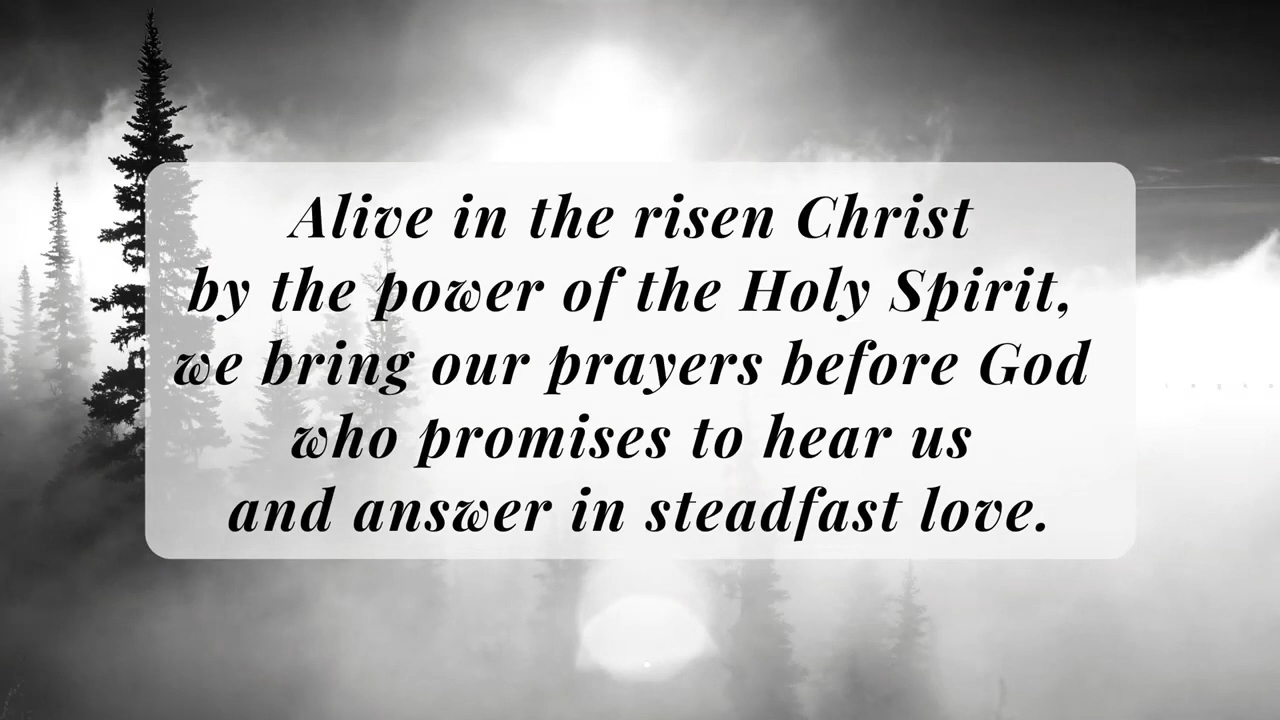 Alive in the risen Christ
by the power of the Holy Spirit,
we bring our prayers before God
who promises to hear us
and answer in steadfast love.